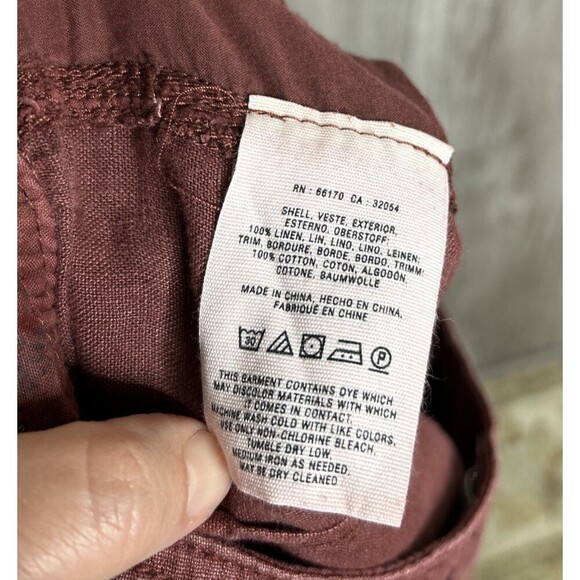 RN : 66170 CA : 32054
SHELL, VESTE, EXTERIOR,
ESTERNO, OBERSTOFF:
100% LINEN, LIN, LINO, LINO, LEINEN;
TRIM, BORDURE, BORDE, BORDO, TRIMM:
100% COTTON, COTON, ALGODÓN,
COTONE, BAUMWOLLE
MADE IN CHINA, HECHO EN CHINA,
FABRIQUÉ EN CHINE
30 P
THIS GARMENT CONTAINS DYE WHICH
MAY DISCOLOR MATERIALS WITH WHICH
IT COMES IN CONTACT.
MACHINE WASH COLD WITH LIKE COLORS,
USE ONLY NON-CHLORINE BLEACH,
TUMBLE DRY LOW.
MEDIUM IRON AS NEEDED.
MAY BE DRY CLEANED